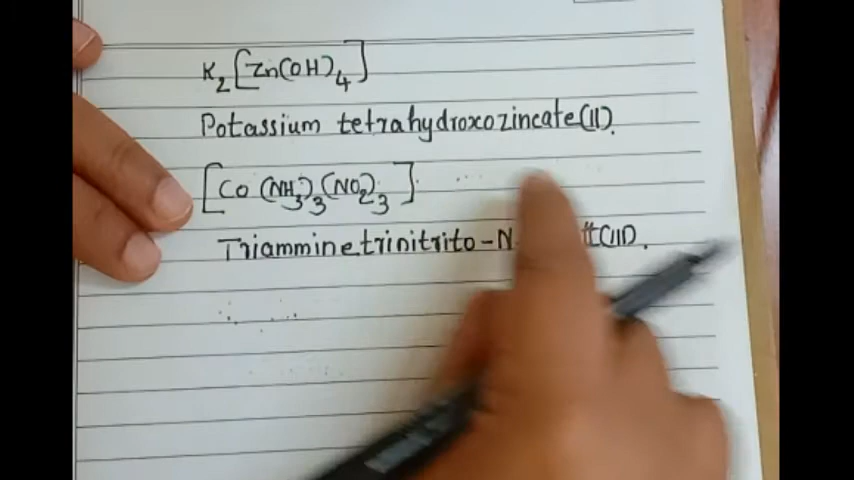 K2[Zn(OH)4]
Potassium tetrahydroxozincate(II).
[Co(NH3)3(NO2)3]
Triamminetrinitrito-N